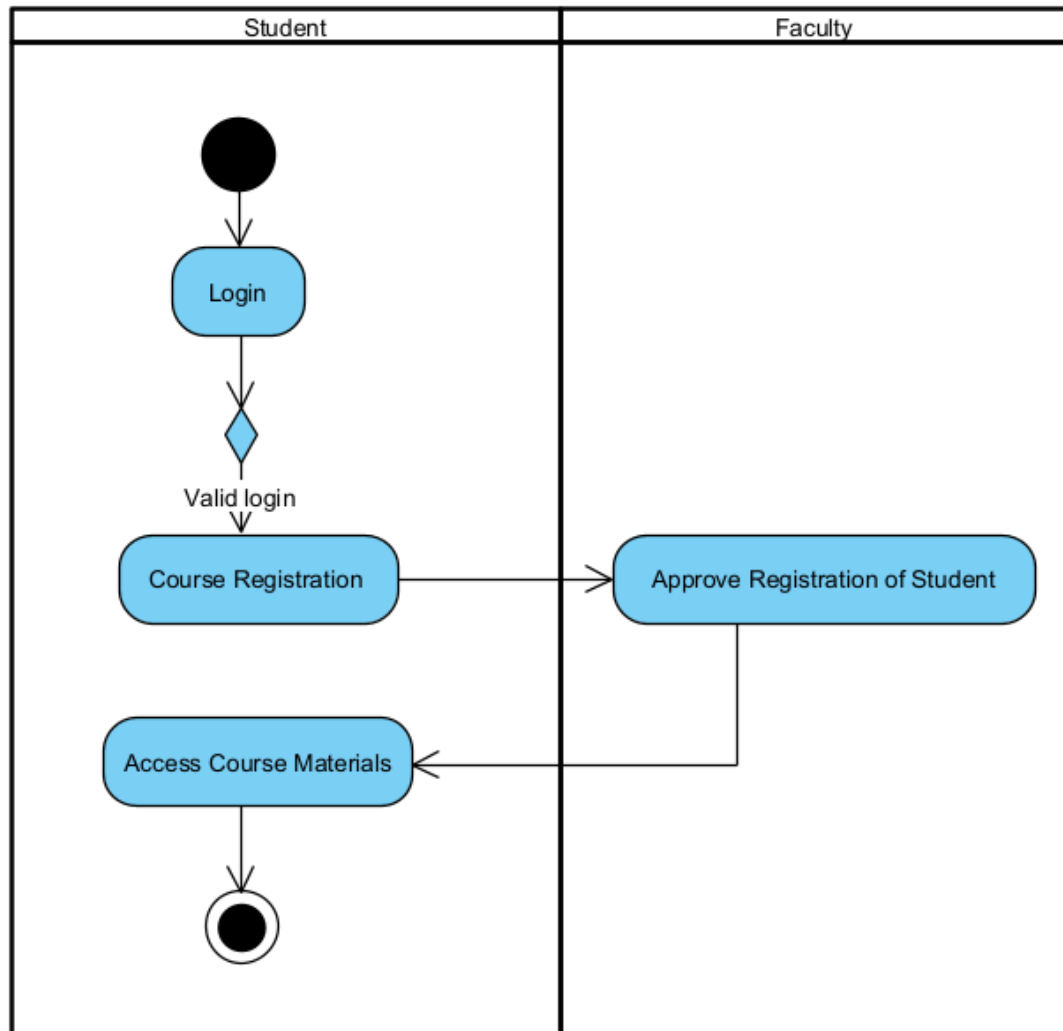 Student
Faculty
Login
Valid login
Course Registration
Approve Registration of Student
Access Course Materials